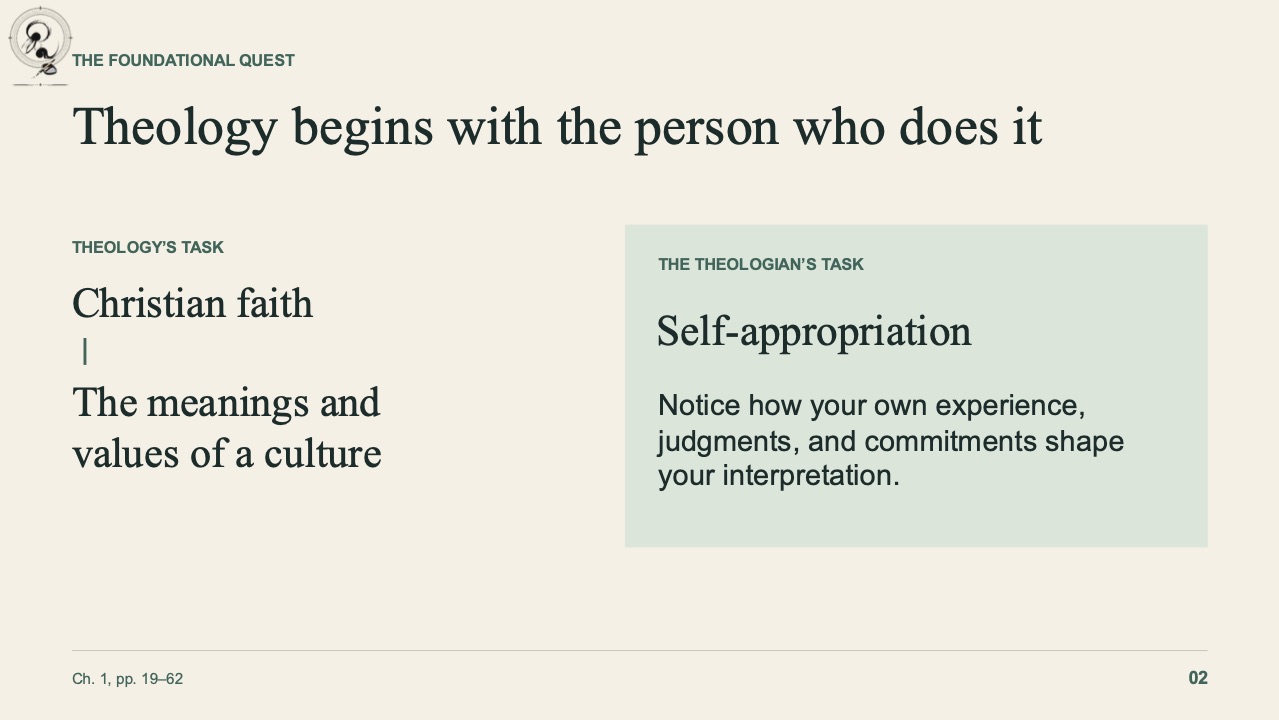 THE FOUNDATIONAL QUEST
Theology begins with the person who does it
THEOLOGY’S TASK
Christian faith
|
The meanings and
values of a culture
THE THEOLOGIAN’S TASK
Self-appropriation
Notice how your own experience,
judgments, and commitments shape
your interpretation.
Ch. 1, pp. 19–62
02